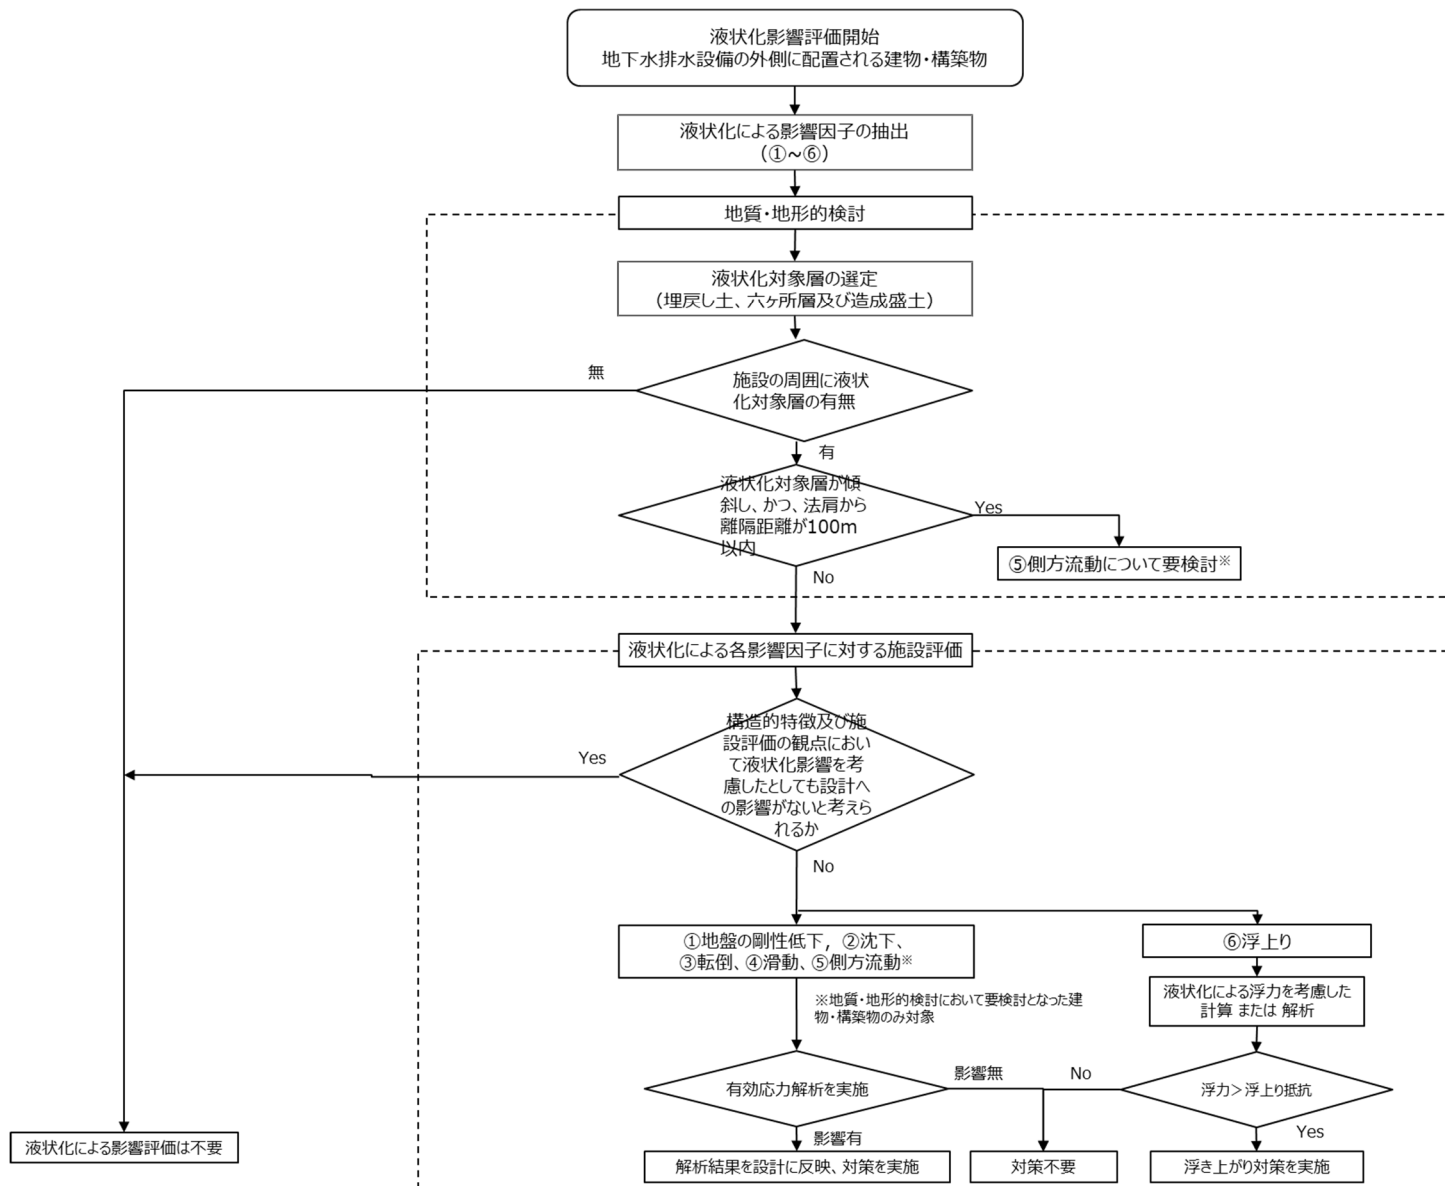 液状化影響評価開始
地下水排水設備の外側に配置される建物・構築物
液状化による影響因子の抽出
（①~⑥）
地質・地形的検討
液状化対象層の選定
（埋戻し土、六ヶ所層及び造成盛土）
無
施設の周囲に液状
化対象層の有無
有
液状化対象層が傾
斜し、かつ、法肩から
離隔距離が100m
以内
Yes
⑤側方流動について要検討※
No
液状化による各影響因子に対する施設評価
構造的特徴及び施
設評価の観点におい
て液状化影響を考
慮したとしても設計へ
の影響がないと考えら
れるか
Yes
No
①地盤の剛性低下，②沈下、
③転倒、④滑動、⑤側方流動※
⑥浮上り
※地質・地形的検討において要検討となった建
物・構築物のみ対象
液状化による浮力を考慮した
計算 または 解析
有効応力解析を実施
影響無
No
浮力＞浮上り抵抗
影響有
Yes
液状化による影響評価は不要
解析結果を設計に反映、対策を実施
対策不要
浮き上がり対策を実施